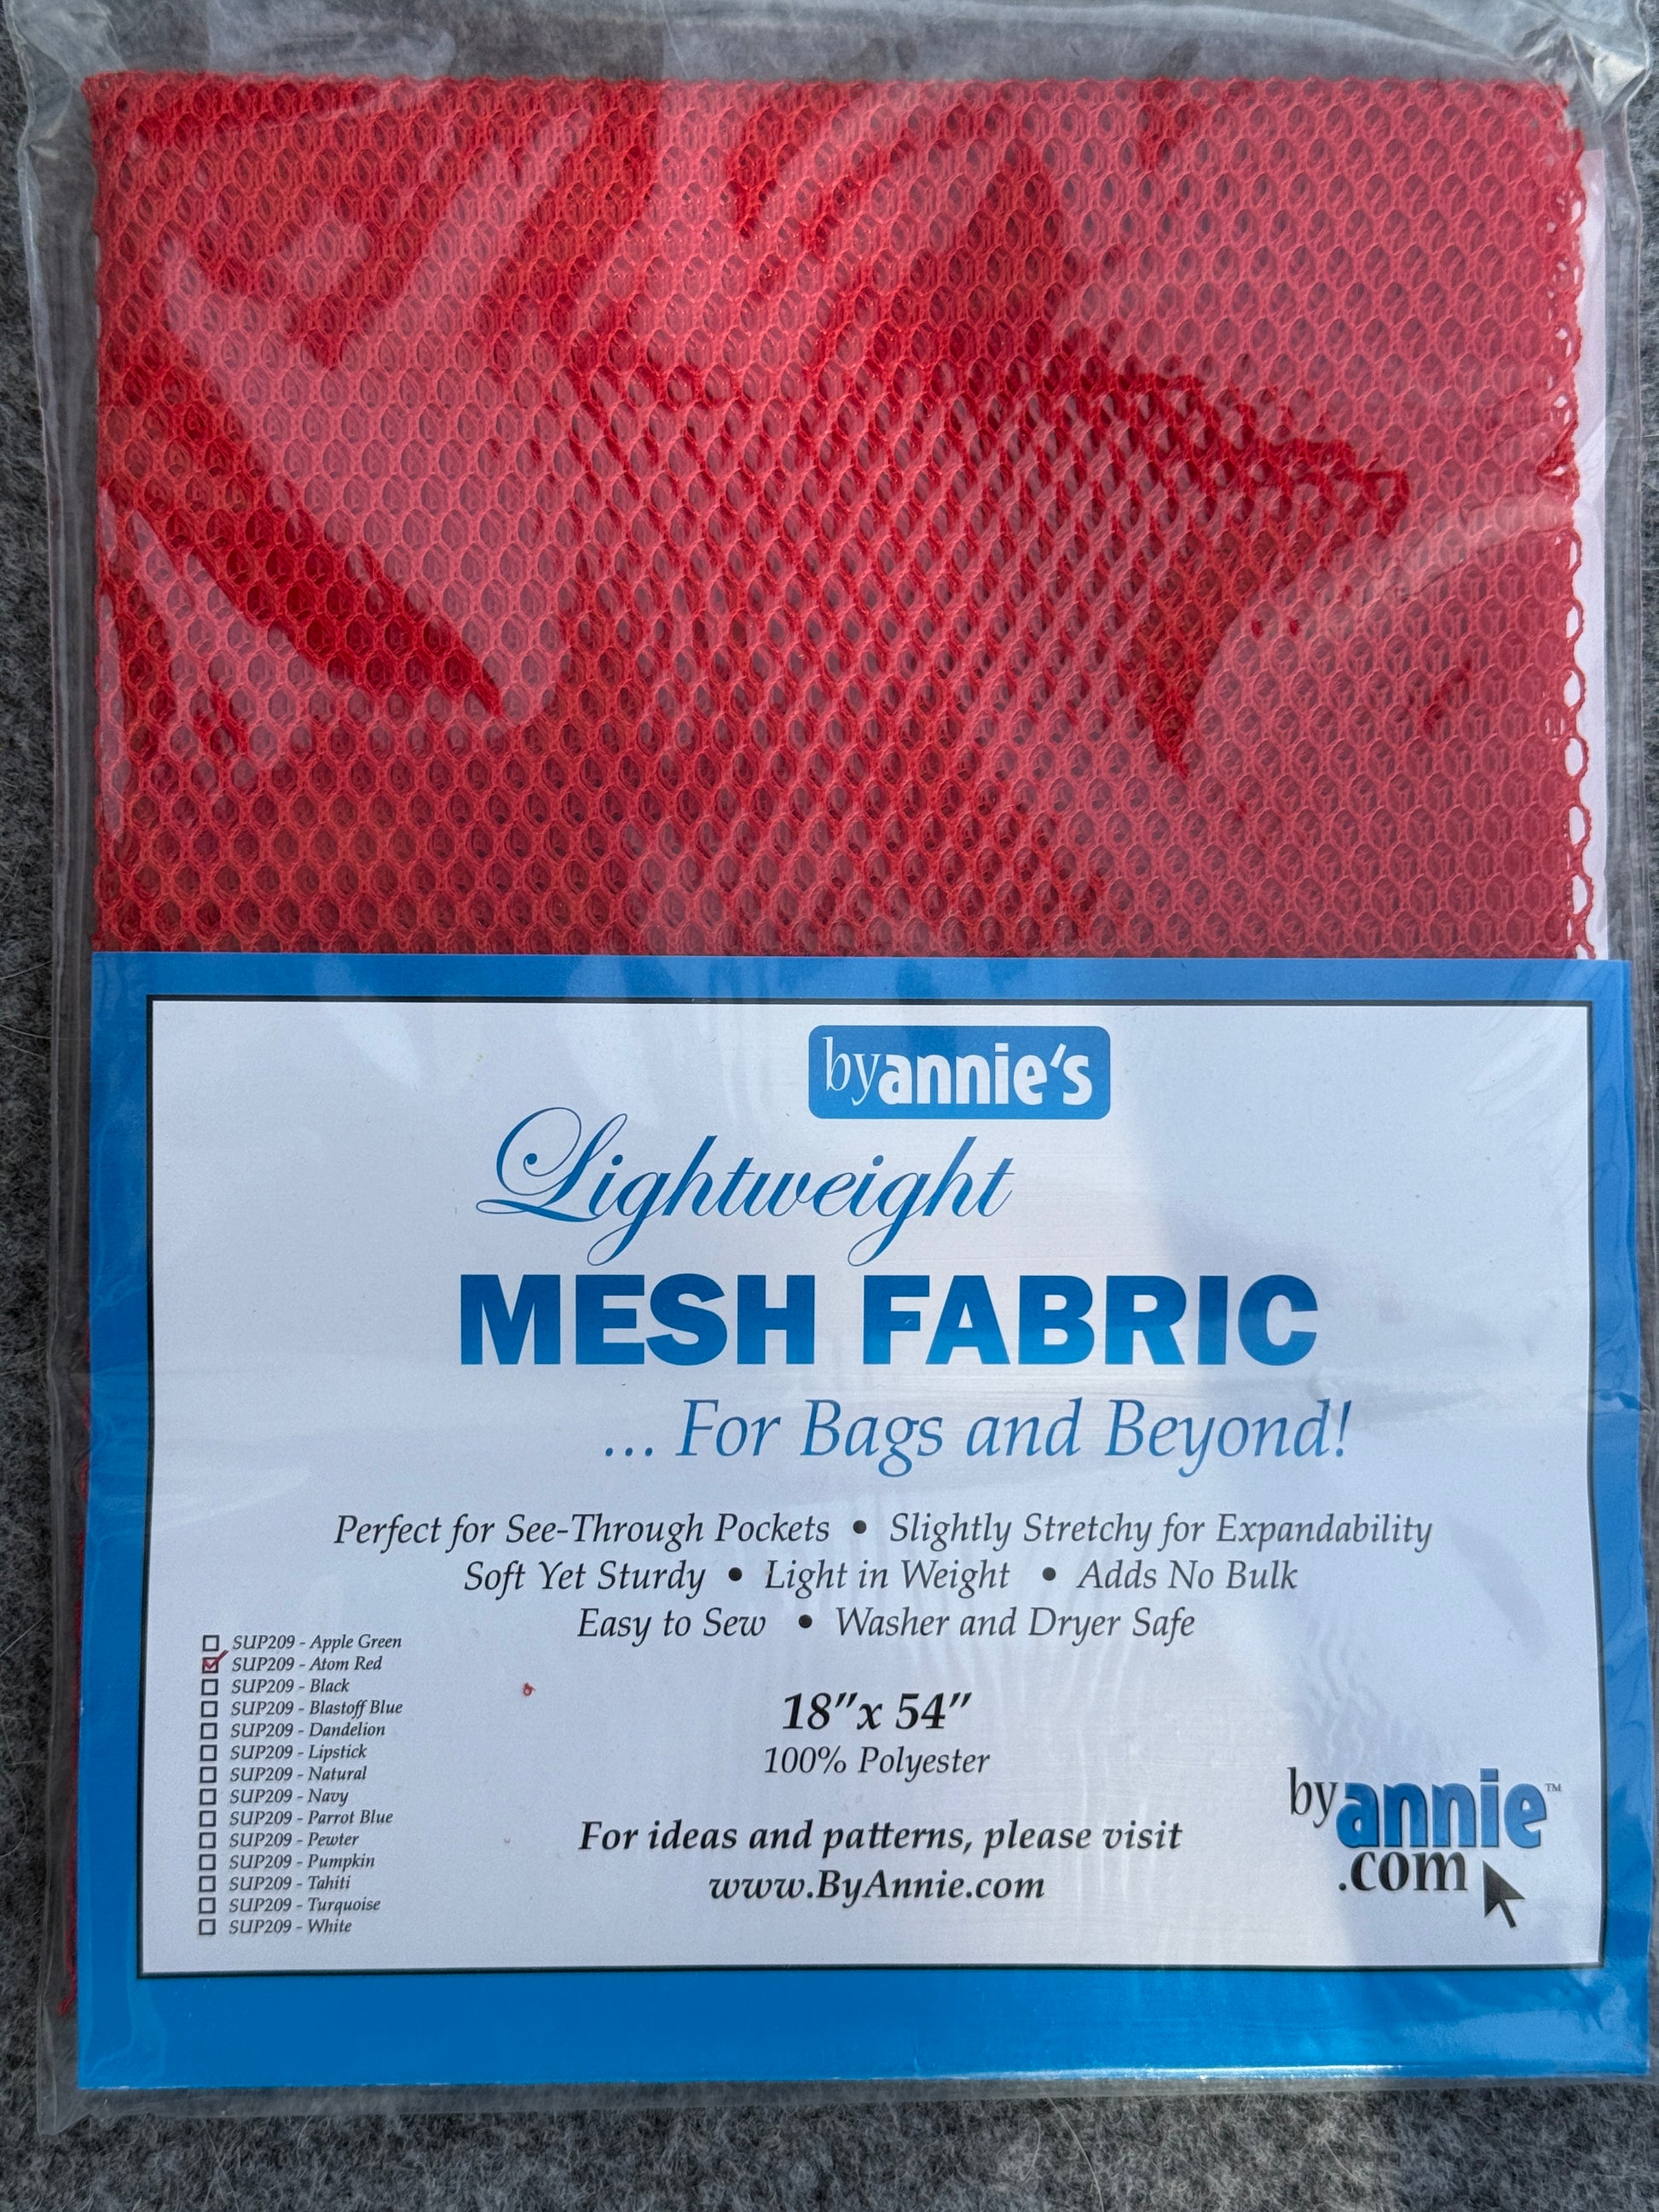 byannie's
Lightweight
MESH FABRIC
... For Bags and Beyond!
Perfect for See-Through Pockets • Slightly Stretchy for Expandability
Soft Yet Sturdy • Light in Weight • Adds No Bulk
Easy to Sew • Washer and Dryer Safe
☐ SUP209 - Apple Green
☑ SUP209 - Atom Red
☐ SUP209 - Black
☐ SUP209 - Blastoff Blue
☐ SUP209 - Dandelion
☐ SUP209 - Lipstick
☐ SUP209 - Natural
☐ SUP209 - Navy
☐ SUP209 - Parrot Blue
☐ SUP209 - Pewter
☐ SUP209 - Pumpkin
☐ SUP209 - Tahiti
☐ SUP209 - Turquoise
☐ SUP209 - White
18"x 54"
100% Polyester
For ideas and patterns, please visit
www.ByAnnie.com
byannie™
.com